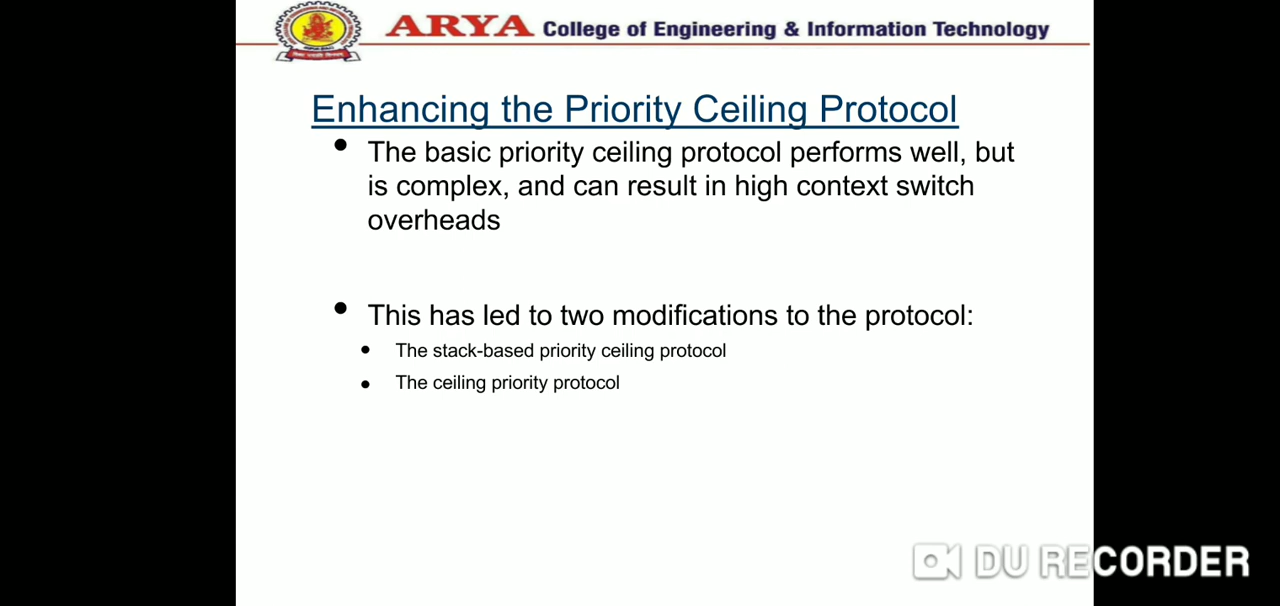 ARYA College of Engineering & Information Technology
Enhancing the Priority Ceiling Protocol
• The basic priority ceiling protocol performs well, but
is complex, and can result in high context switch
overheads
• This has led to two modifications to the protocol:
• The stack-based priority ceiling protocol
• The ceiling priority protocol
DU RECORDER